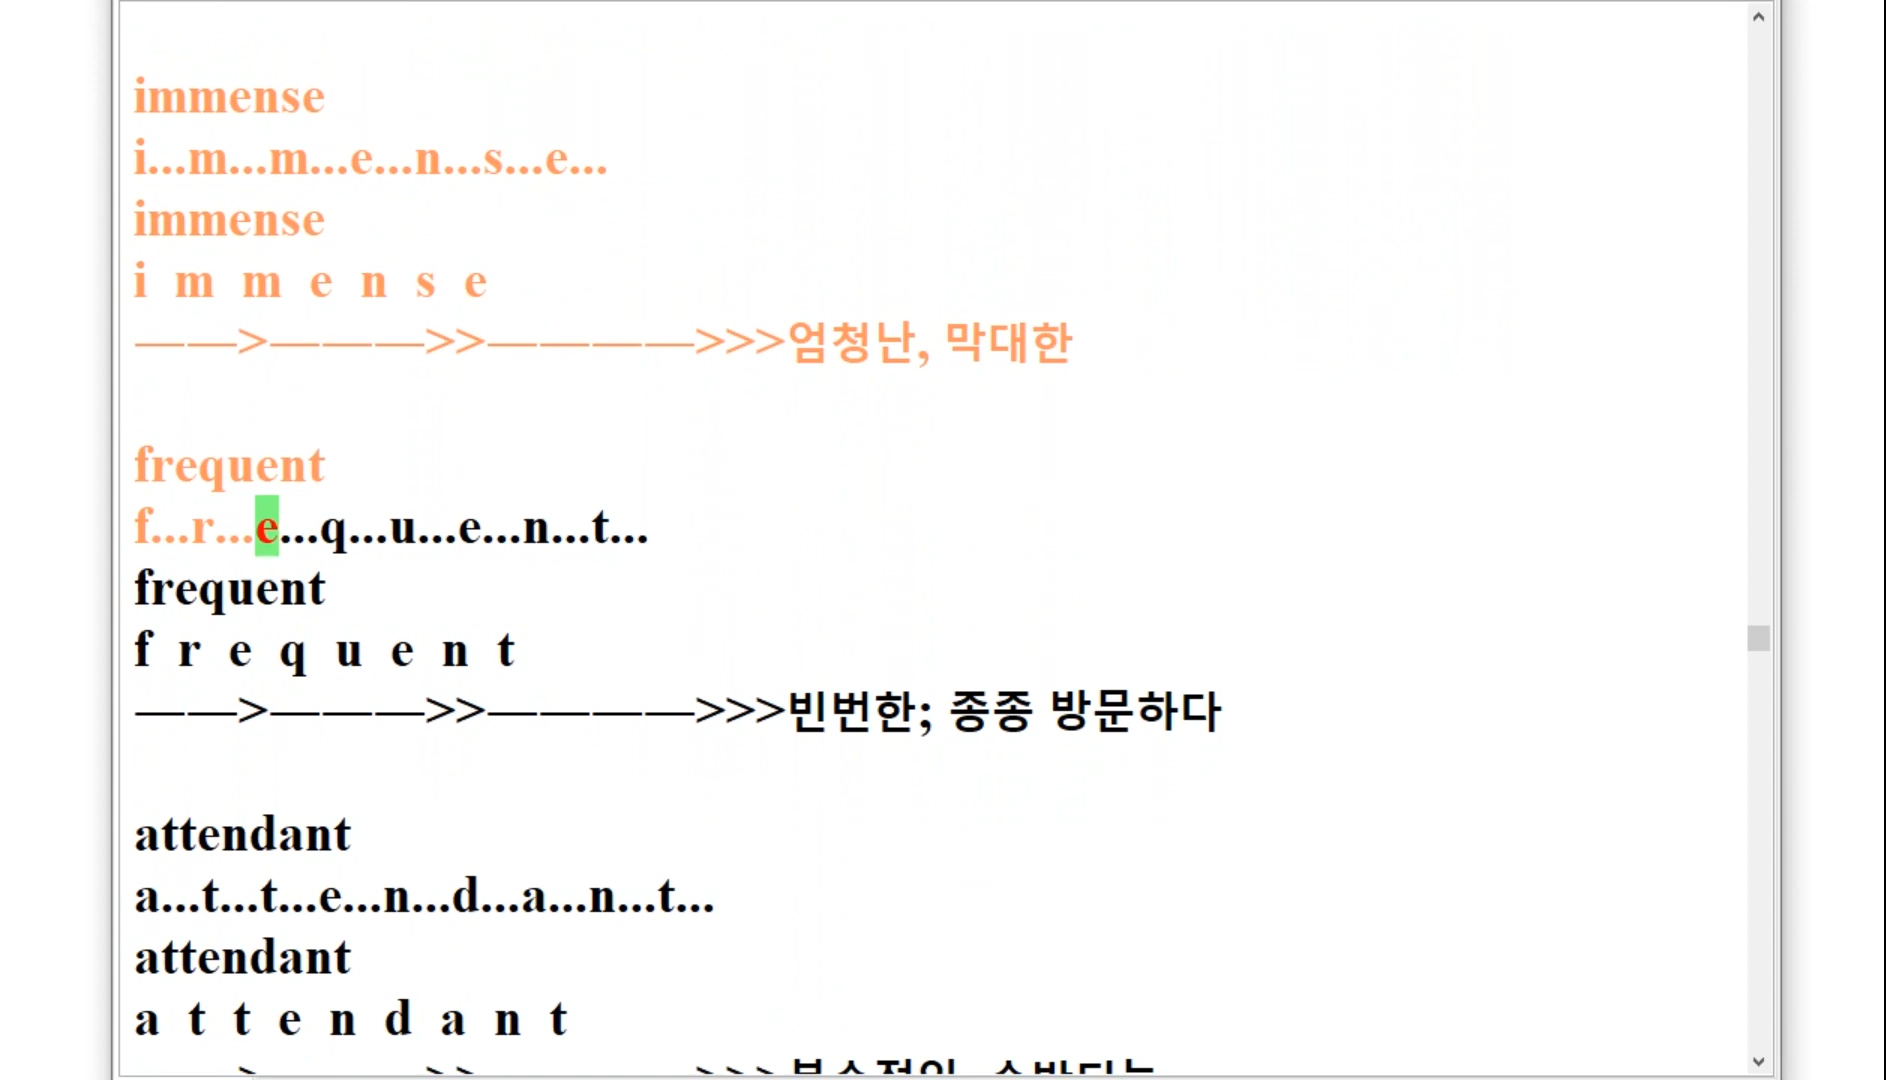 immense
i...m...m...e...n...s...e...
immense
i m m e n s e
——>———>>————>>>엄청난, 막대한
frequent
f...r...e...q...u...e...n...t...
frequent
f r e q u e n t
——>———>>————>>>빈번한; 종종 방문하다
attendant
a...t...t...e...n...d...a...n...t...
attendant
a t t e n d a n t